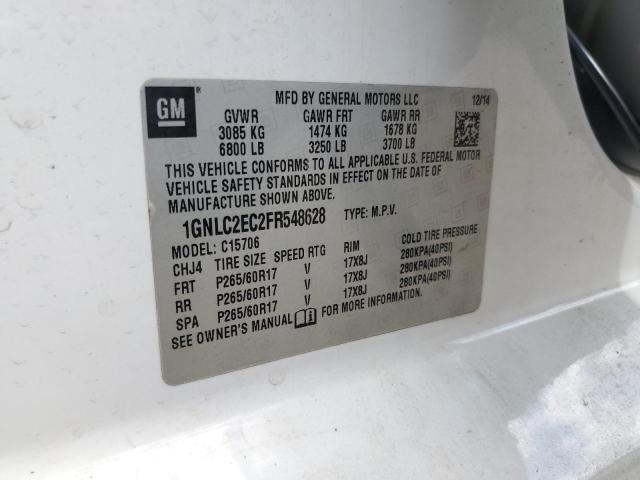 GM
MFD BY GENERAL MOTORS LLC 12/14
GVWR GAWR FRT GAWR RR
3085 KG 1474 KG 1678 KG
6800 LB 3250 LB 3700 LB
THIS VEHICLE CONFORMS TO ALL APPLICABLE U.S. FEDERAL MOTOR
VEHICLE SAFETY STANDARDS IN EFFECT ON THE DATE OF
MANUFACTURE SHOWN ABOVE.
1GNLC2EC2FR548628 TYPE: M.P.V.
MODEL: C15706
CHJ4 TIRE SIZE SPEED RTG RIM COLD TIRE PRESSURE
FRT P265/60R17 V 17X8J 280KPA(40PSI)
RR P265/60R17 V 17X8J 280KPA(40PSI)
SPA P265/60R17 V 17X8J 280KPA(40PSI)
SEE OWNER'S MANUAL FOR MORE INFORMATION.